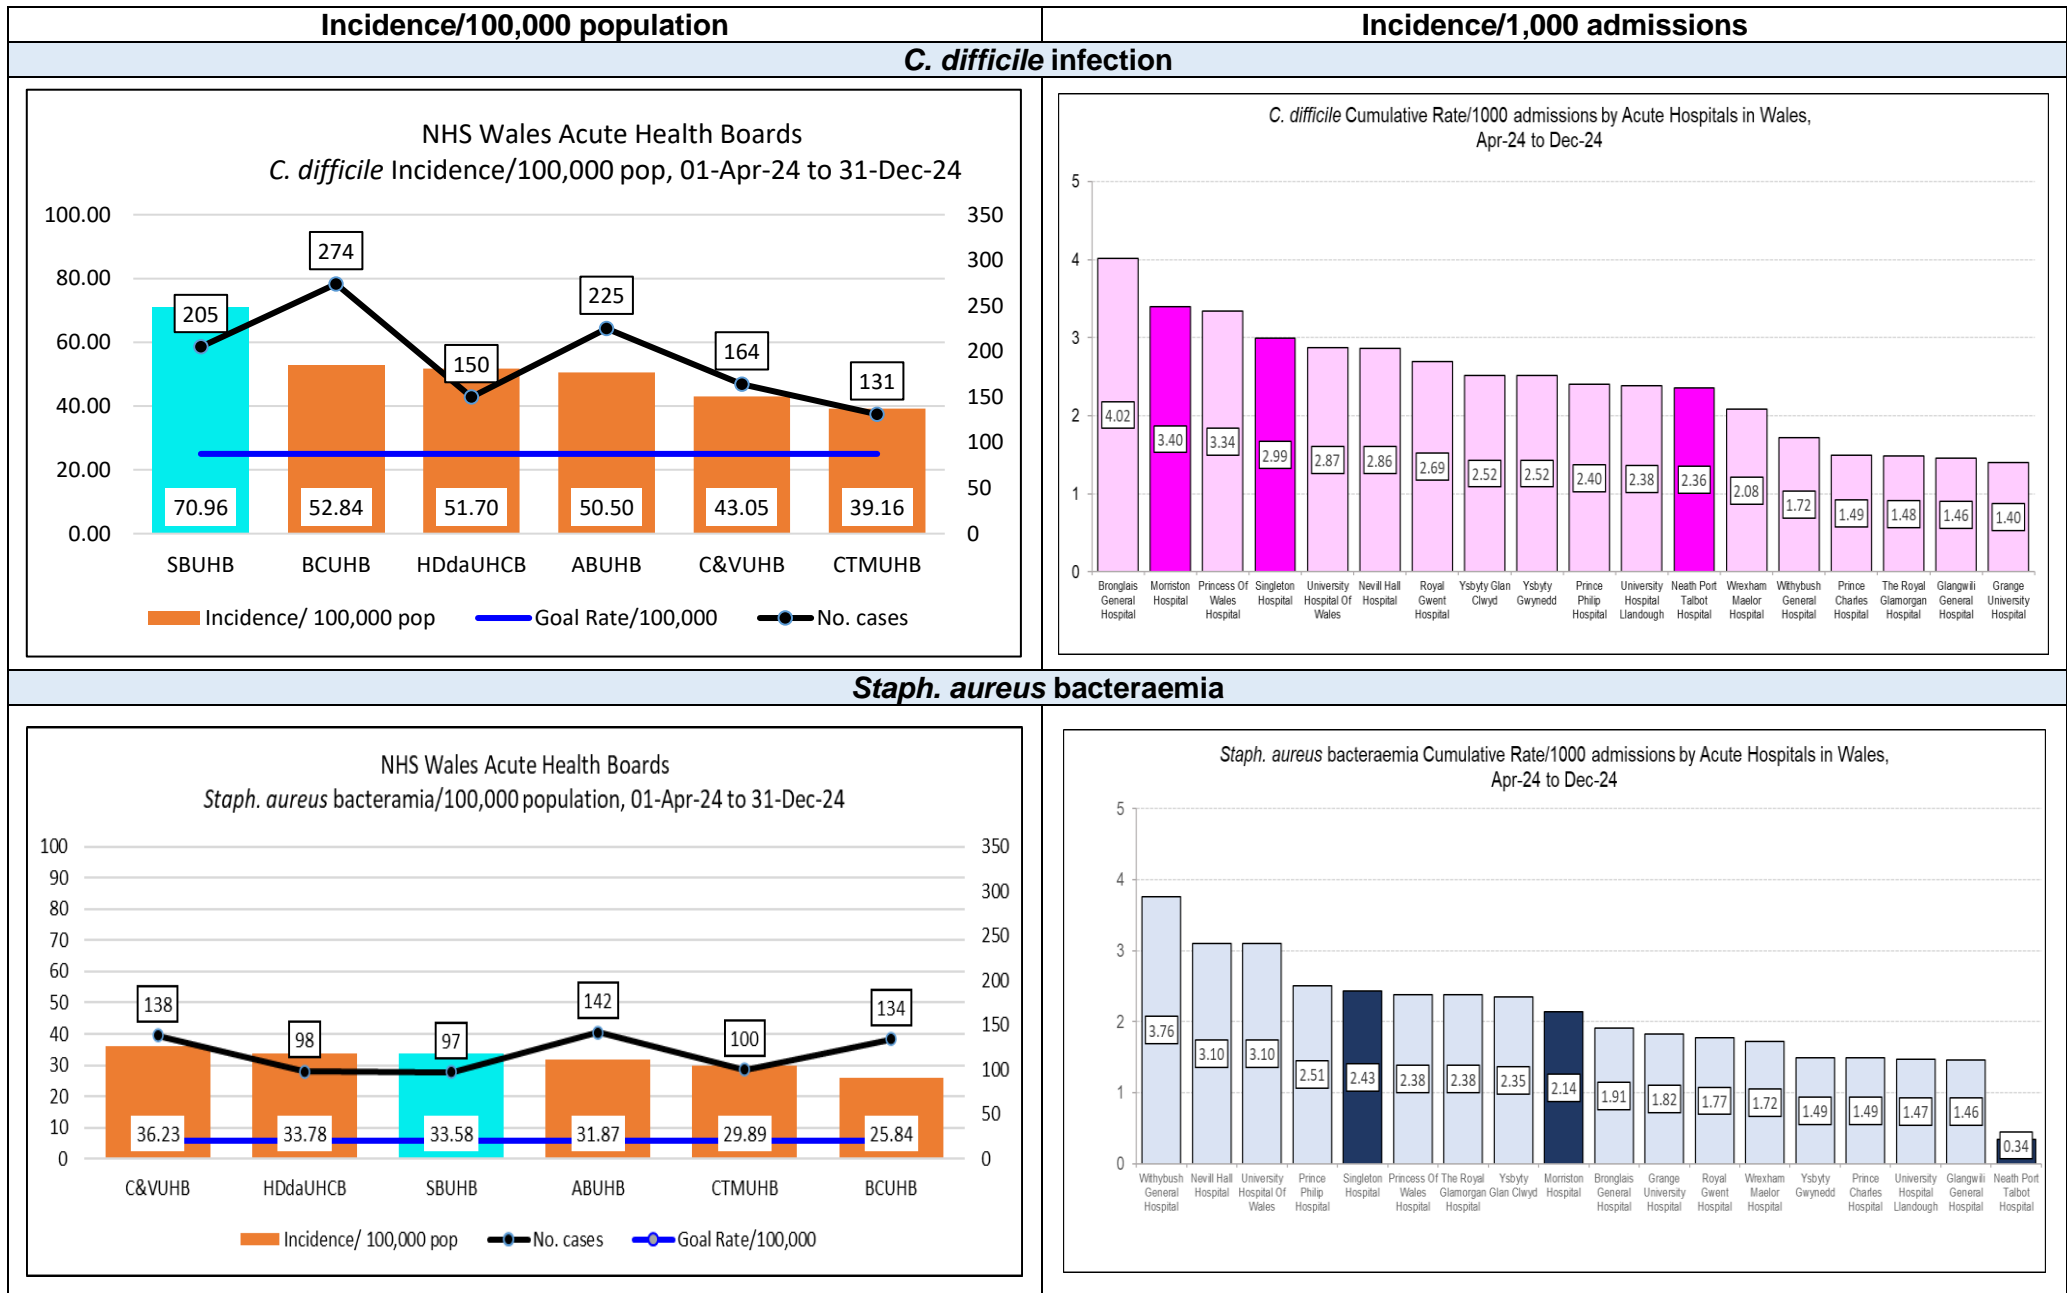 Incidence/100,000 population
Incidence/1,000 admissions
C. difficile infection
NHS Wales Acute Health Boards
C. difficile Incidence/100,000 pop, 01-Apr-24 to 31-Dec-24
100.00
80.00
60.00
40.00
20.00
0.00
350
300
250
200
150
100
50
0
205
274
150
225
164
131
70.96
52.84
51.70
50.50
43.05
39.16
SBUHB
BCUHB
HDdaUHCB
ABUHB
C&VUHB
CTMUHB
Incidence/ 100,000 pop
Goal Rate/100,000
No. cases
C. difficile Cumulative Rate/1000 admissions by Acute Hospitals in Wales,
Apr-24 to Dec-24
5
4
3
2
1
0
4.02
3.40
3.34
2.99
2.87
2.86
2.69
2.52
2.52
2.40
2.38
2.36
2.08
1.72
1.49
1.48
1.46
1.40
Bronglais
General
Hospital
Morriston
Hospital
Princess Of
Wales
Hospital
Singleton
Hospital
University
Hospital Of
Wales
Nevill Hall
Hospital
Royal
Gwent
Hospital
Ysbyty Glan
Clwyd
Ysbyty
Gwynedd
Prince
Philip
Hospital
University
Hospital
Llandough
Neath Port
Talbot
Hospital
Wrexham
Maelor
Hospital
Withybush
General
Hospital
Prince
Charles
Hospital
The Royal
Glamorgan
Hospital
Glangwili
General
Hospital
Grange
University
Hospital
Staph. aureus bacteraemia
NHS Wales Acute Health Boards
Staph. aureus bacteramia/100,000 population, 01-Apr-24 to 31-Dec-24
100
90
80
70
60
50
40
30
20
10
0
350
300
250
200
150
100
50
0
138
98
97
142
100
134
36.23
33.78
33.58
31.87
29.89
25.84
C&VUHB
HDdaUHCB
SBUHB
ABUHB
CTMUHB
BCUHB
Incidence/ 100,000 pop
No. cases
Goal Rate/100,000
Staph. aureus bacteraemia Cumulative Rate/1000 admissions by Acute Hospitals in Wales,
Apr-24 to Dec-24
5
4
3
2
1
0
3.76
3.10
3.10
2.51
2.43
2.38
2.38
2.35
2.14
1.91
1.82
1.77
1.72
1.49
1.49
1.47
1.46
0.34
Withybush
General
Hospital
Nevill Hall
Hospital
University
Hospital Of
Wales
Prince
Philip
Hospital
Singleton
Hospital
Princess Of
Wales
Hospital
The Royal
Glamorgan
Hospital
Ysbyty
Glan Clwyd
Morriston
Hospital
Bronglais
General
Hospital
Grange
University
Hospital
Royal
Gwent
Hospital
Wrexham
Maelor
Hospital
Ysbyty
Gwynedd
Prince
Charles
Hospital
University
Hospital
Llandough
Glangwili
General
Hospital
Neath Port
Talbot
Hospital